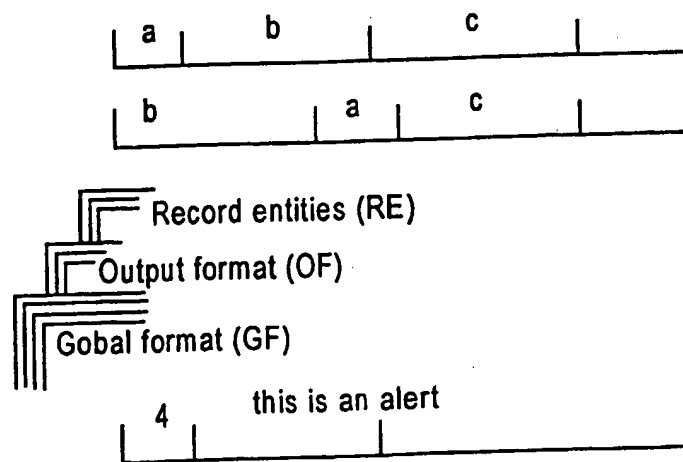 a b c
b a c
Record entities (RE)
Output format (OF)
Gobal format (GF)
4 this is an alert